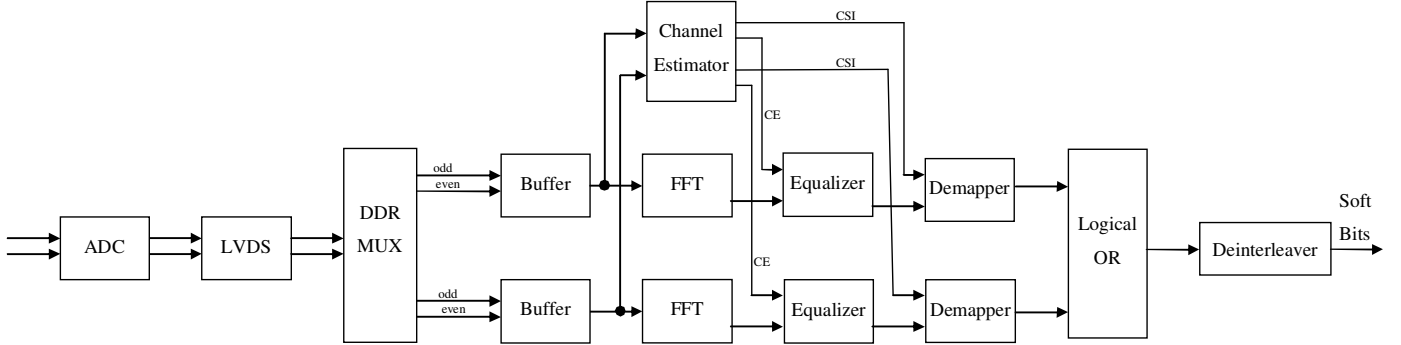 Channel
Estimator
CSI
CSI
CE
CE
ADC
LVDS
DDR
MUX
odd
even
Buffer
FFT
Equalizer
Demapper
odd
even
Buffer
FFT
Equalizer
Demapper
Logical
OR
Deinterleaver
Soft
Bits